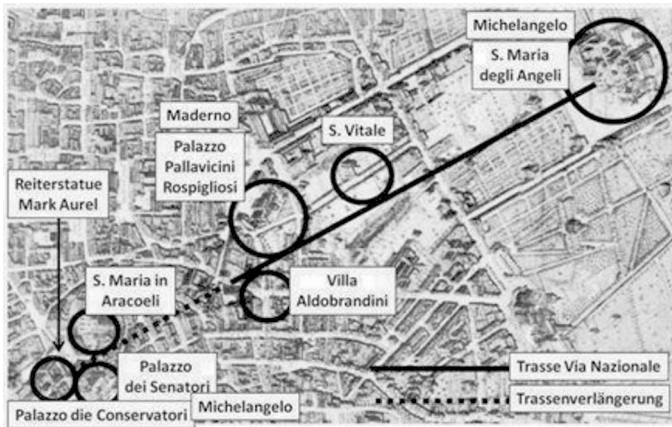 Michelangelo
S. Maria
degli Angeli
Maderno
S. Vitale
Palazzo
Pallavicini
Rospigliosi
Reiterstatue
Mark Aurel
S. Maria in
Aracoeli
Villa
Aldobrandini
Palazzo
dei Senatori
Trasse Via Nazionale
Palazzo die Conservatori
Michelangelo
Trassenverlängerung